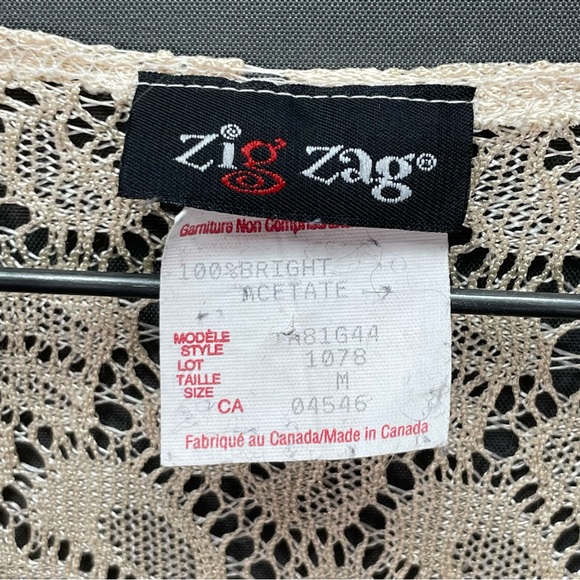 zig zag®
Garniture Non
100%BRIGHT
ACETATE
MODÈLE
STYLE A81G44
LOT 1078
TAILLE
SIZE M
CA 04546
Fabriqué au Canada/Made in Canada